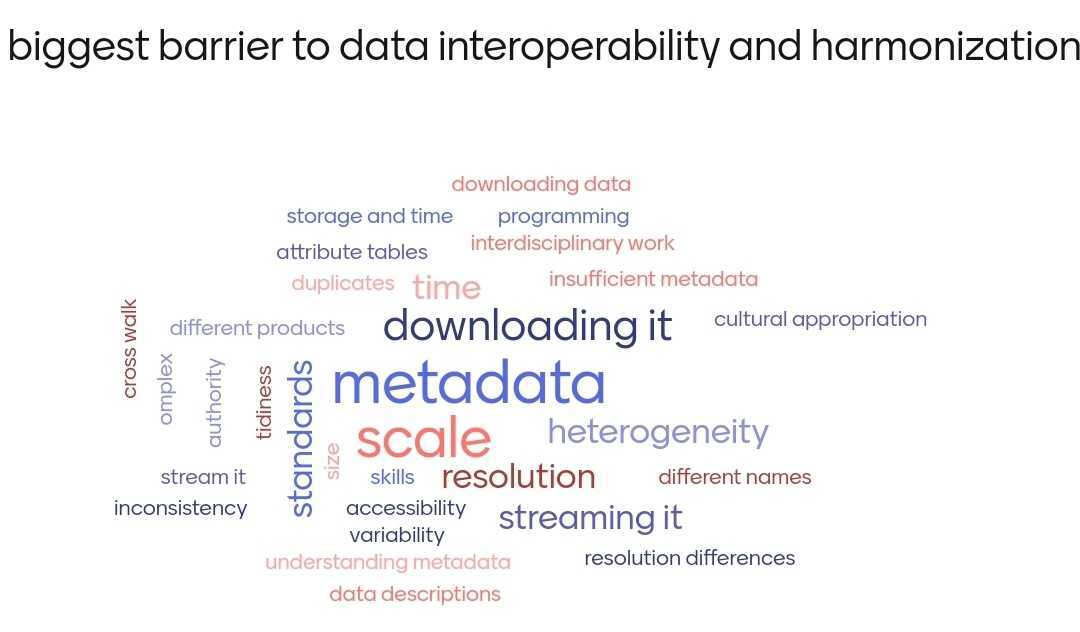 biggest barrier to data interoperability and harmonization
downloading data
storage and time
programming
attribute tables
interdisciplinary work
duplicates
time
insufficient metadata
different products
downloading it
cultural appropriation
cross walk
omplex
authority
tidiness
standards
metadata
scale
heterogeneity
size
stream it
skills
resolution
different names
inconsistency
accessibility
streaming it
variability
understanding metadata
resolution differences
data descriptions